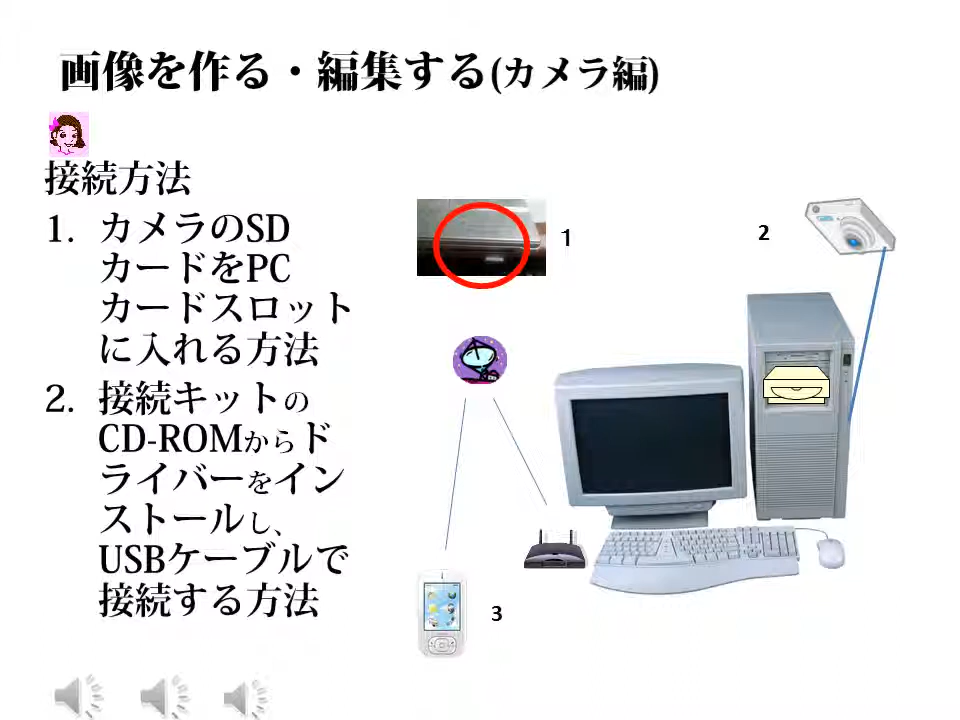 画像を作る・編集する(カメラ編)
接続方法
1. カメラのSD
カードをPC
カードスロット
に入れる方法
2. 接続キットの
CD-ROMからド
ライバーをイン
ストールし、
USBケーブルで
接続する方法
1
2
3